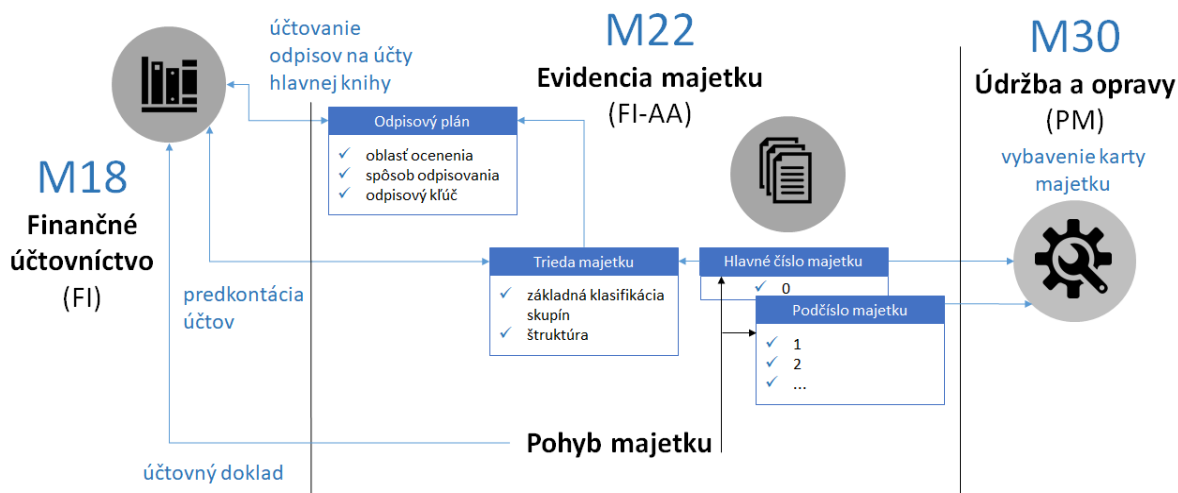 M18
Finančné
účtovníctvo
(FI)
účtovanie
odpisov na účty
hlavnej knihy
predkontácia
účtov
účtovný doklad
M22
Evidencia majetku
(FI-AA)
Odpisový plán
✓ oblasť ocenenia
✓ spôsob odpisovania
✓ odpisový kľúč
Trieda majetku
✓ základná klasifikácia
skupín
✓ štruktúra
Hlavné číslo majetku
✓ 0
Podčíslo majetku
✓ 1
✓ 2
✓ ...
Pohyb majetku
M30
Údržba a opravy
(PM)
vybavenie karty
majetku